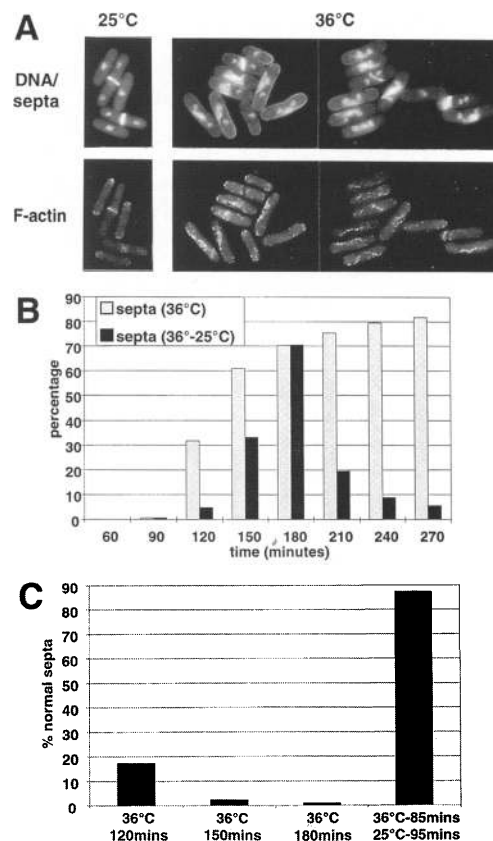 A
25°C
36°C
DNA/
septa
F-actin
B
90
80
70
60
50
40
30
20
10
0
percentage
septa (36°C)
septa (36°-25°C)
60 90 120 150 180 210 240 270
time (minutes)
C
90
80
70
60
50
40
30
20
10
0
% normal septa
36°C 36°C 36°C 36°C-85mins
120mins 150mins 180mins 25°C-95mins